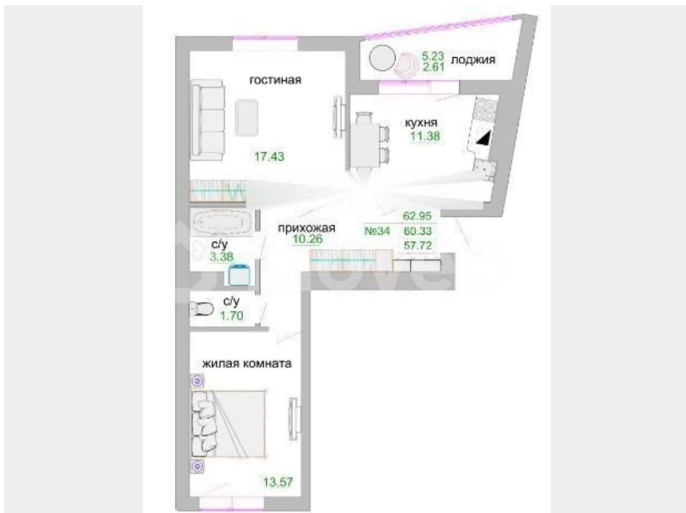 5.23
2.61
лоджия
гостиная
кухня
11.38
17.43
прихожая
10.26
62.95
№34 60.33
57.72
с/у
3.38
с/у
1.70
жилая комната
13.57